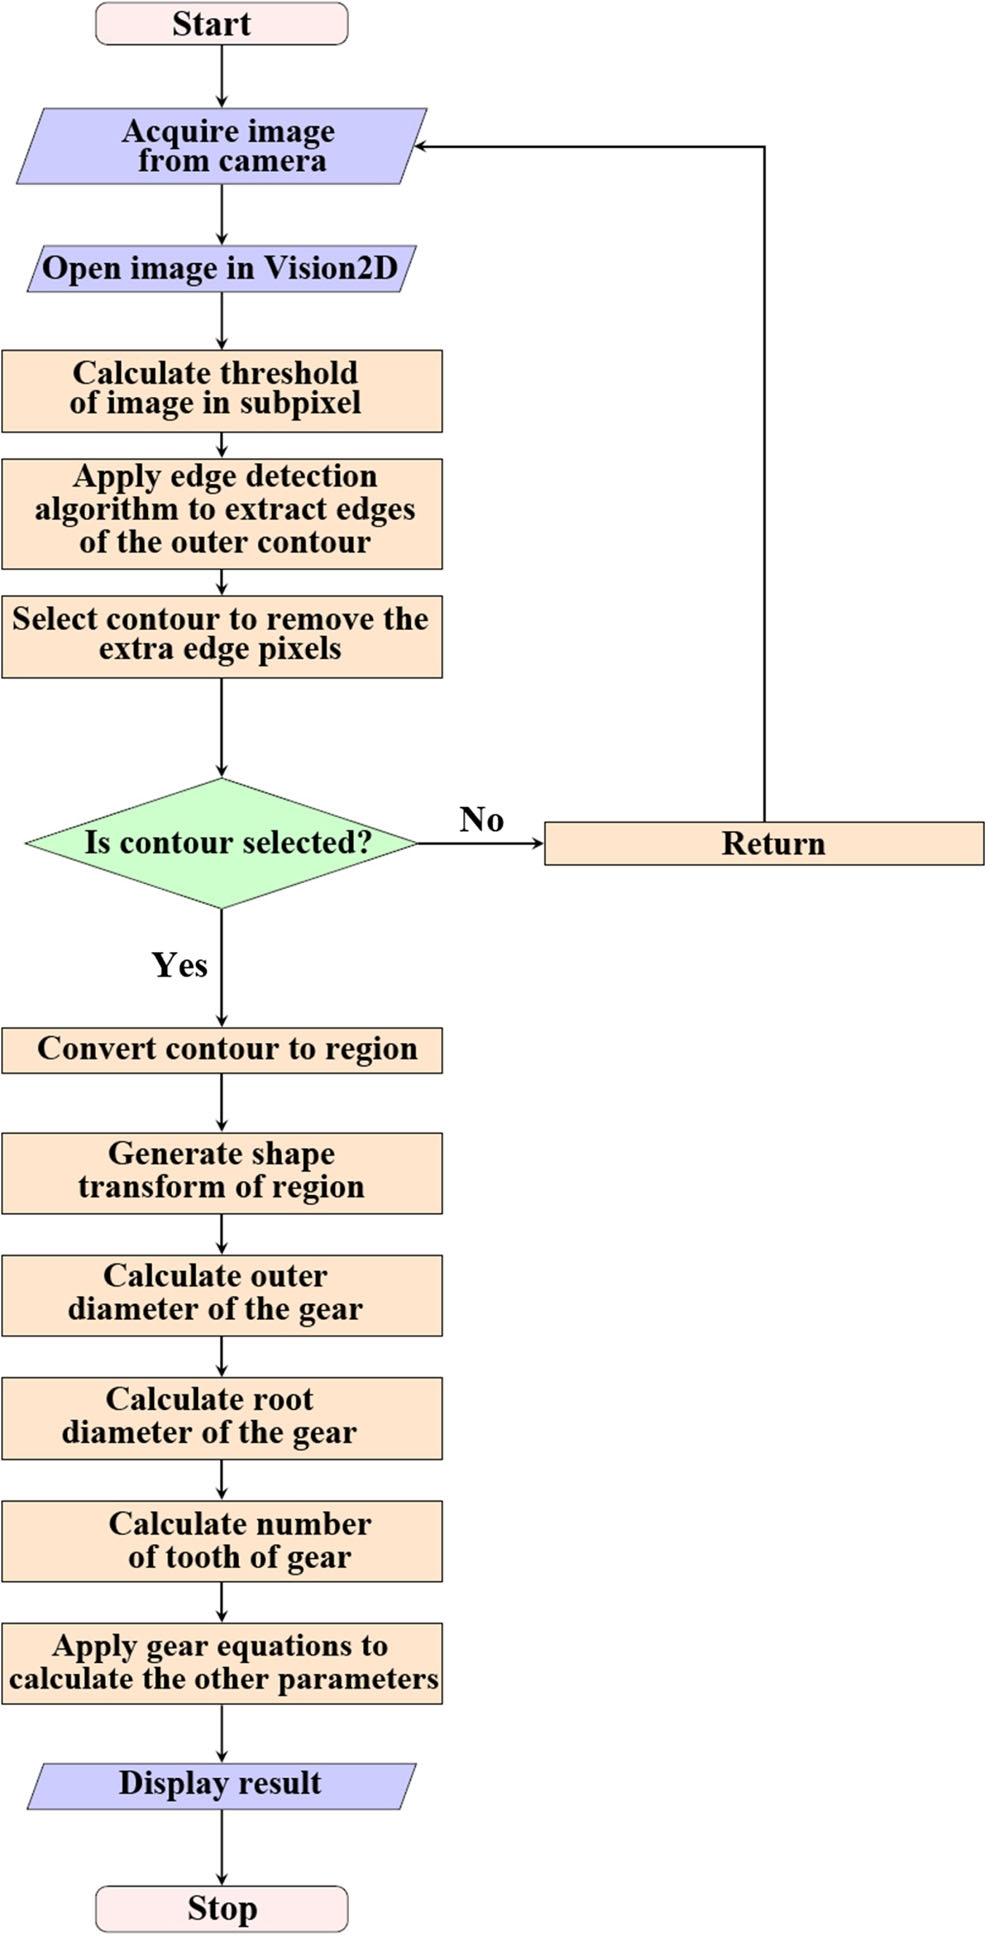 Start
Acquire image
from camera
Open image in Vision2D
Calculate threshold
of image in subpixel
Apply edge detection
algorithm to extract edges
of the outer contour
Select contour to remove the
extra edge pixels
Is contour selected?
No
Return
Yes
Convert contour to region
Generate shape
transform of region
Calculate outer
diameter of the gear
Calculate root
diameter of the gear
Calculate number
of tooth of gear
Apply gear equations to
calculate the other parameters
Display result
Stop